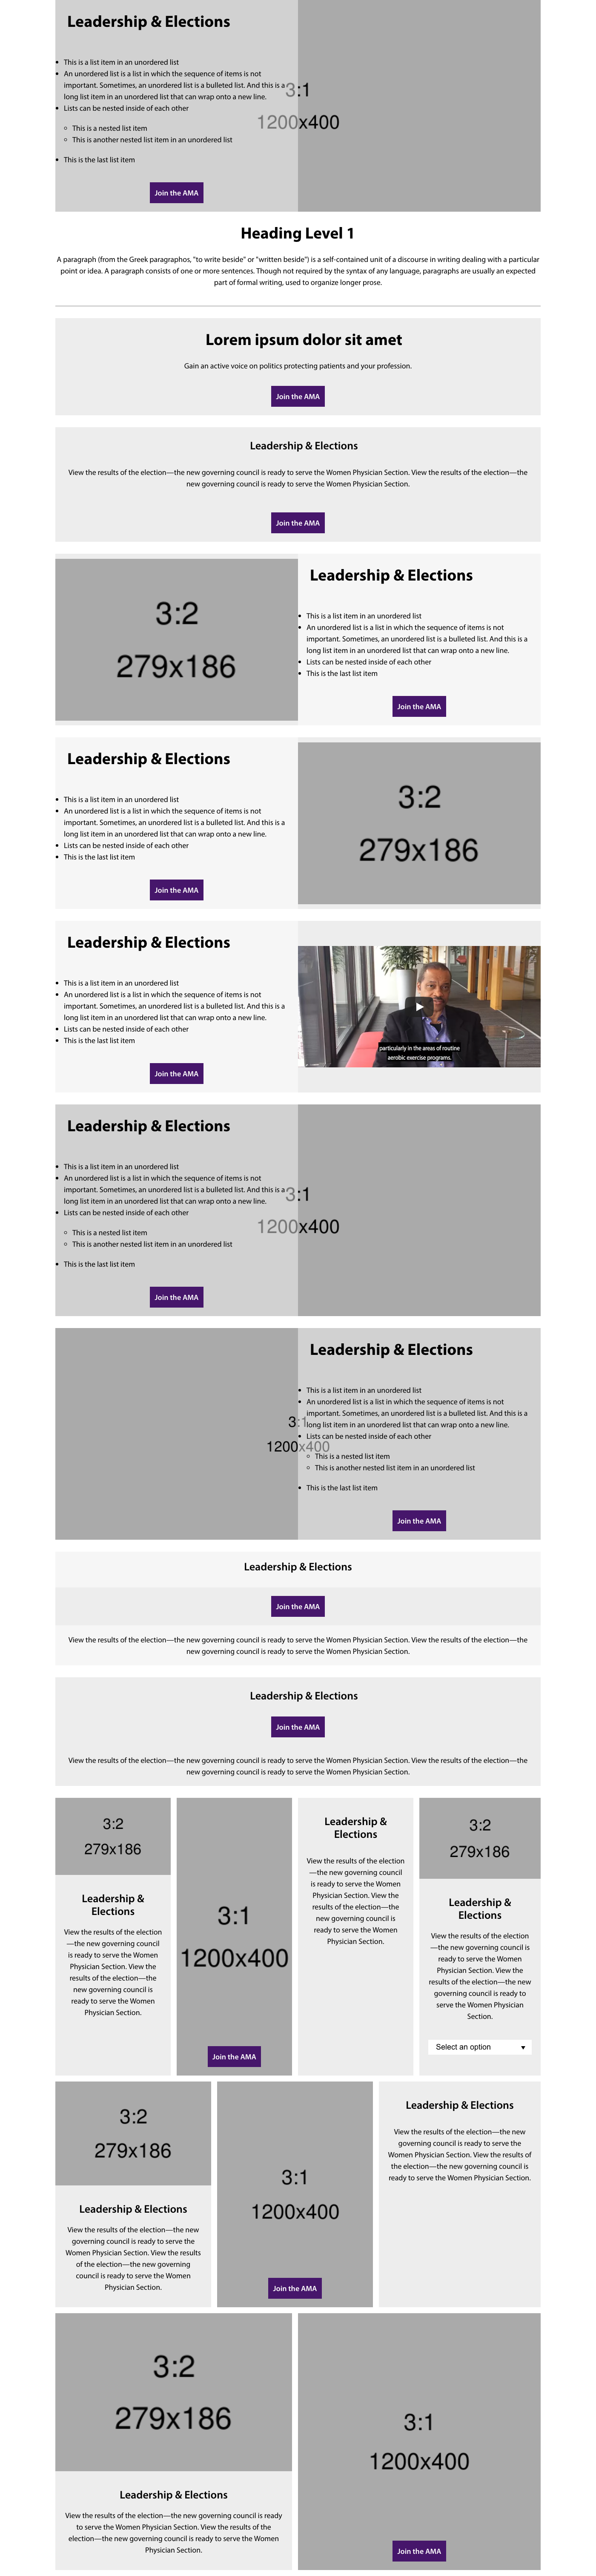 Leadership & Elections
This is a list item in an unordered list
An unordered list is a list in which the sequence of items is not
important. Sometimes, an unordered list is a bulleted list. And this is a
long list item in an unordered list that can wrap onto a new line.
Lists can be nested inside of each other
This is a nested list item
This is another nested list item in an unordered list
This is the last list item
Join the AMA
3:1
1200x400
Heading Level 1
A paragraph (from the Greek paragraphos, "to write beside" or "written beside") is a self-contained unit of a discourse in writing dealing with a particular
point or idea. A paragraph consists of one or more sentences. Though not required by the syntax of any language, paragraphs are usually an expected
part of formal writing, used to organize longer prose.
Lorem ipsum dolor sit amet
Gain an active voice on politics protecting patients and your profession.
Join the AMA
Leadership & Elections
View the results of the election—the new governing council is ready to serve the Women Physician Section. View the results of the election—the
new governing council is ready to serve the Women Physician Section.
Join the AMA
3:2
279x186
Leadership & Elections
This is a list item in an unordered list
An unordered list is a list in which the sequence of items is not
important. Sometimes, an unordered list is a bulleted list. And this is a
long list item in an unordered list that can wrap onto a new line.
Lists can be nested inside of each other
This is the last list item
Join the AMA
Leadership & Elections
This is a list item in an unordered list
An unordered list is a list in which the sequence of items is not
important. Sometimes, an unordered list is a bulleted list. And this is a
long list item in an unordered list that can wrap onto a new line.
Lists can be nested inside of each other
This is the last list item
Join the AMA
3:2
279x186
Leadership & Elections
This is a list item in an unordered list
An unordered list is a list in which the sequence of items is not
important. Sometimes, an unordered list is a bulleted list. And this is a
long list item in an unordered list that can wrap onto a new line.
Lists can be nested inside of each other
This is the last list item
Join the AMA
particularly in the areas of routine
aerobic exercise programs.
Leadership & Elections
This is a list item in an unordered list
An unordered list is a list in which the sequence of items is not
important. Sometimes, an unordered list is a bulleted list. And this is a
long list item in an unordered list that can wrap onto a new line.
Lists can be nested inside of each other
This is a nested list item
This is another nested list item in an unordered list
This is the last list item
Join the AMA
3:1
1200x400
3:1
1200x400
Leadership & Elections
This is a list item in an unordered list
An unordered list is a list in which the sequence of items is not
important. Sometimes, an unordered list is a bulleted list. And this is a
long list item in an unordered list that can wrap onto a new line.
Lists can be nested inside of each other
This is a nested list item
This is another nested list item in an unordered list
This is the last list item
Join the AMA
Leadership & Elections
Join the AMA
View the results of the election—the new governing council is ready to serve the Women Physician Section. View the results of the election—the
new governing council is ready to serve the Women Physician Section.
Leadership & Elections
Join the AMA
View the results of the election—the new governing council is ready to serve the Women Physician Section. View the results of the election—the
new governing council is ready to serve the Women Physician Section.
3:2
279x186
Leadership &
Elections
View the results of the election
—the new governing council
is ready to serve the Women
Physician Section. View the
results of the election—the
new governing council is
ready to serve the Women
Physician Section.
3:1
1200x400
Join the AMA
Leadership &
Elections
View the results of the election
—the new governing council
is ready to serve the Women
Physician Section. View the
results of the election—the
new governing council is
ready to serve the Women
Physician Section.
3:2
279x186
Leadership &
Elections
View the results of the election
—the new governing council is
ready to serve the Women
Physician Section. View the
results of the election—the new
governing council is ready to
serve the Women Physician
Section.
Select an option
3:2
279x186
Leadership & Elections
View the results of the election—the new
governing council is ready to serve the
Women Physician Section. View the results
of the election—the new governing
council is ready to serve the Women
Physician Section.
3:1
1200x400
Join the AMA
Leadership & Elections
View the results of the election—the new
governing council is ready to serve the
Women Physician Section. View the results of
the election—the new governing council is
ready to serve the Women Physician Section.
3:2
279x186
Leadership & Elections
View the results of the election—the new governing council is ready
to serve the Women Physician Section. View the results of the
election—the new governing council is ready to serve the Women
Physician Section.
3:1
1200x400
Join the AMA